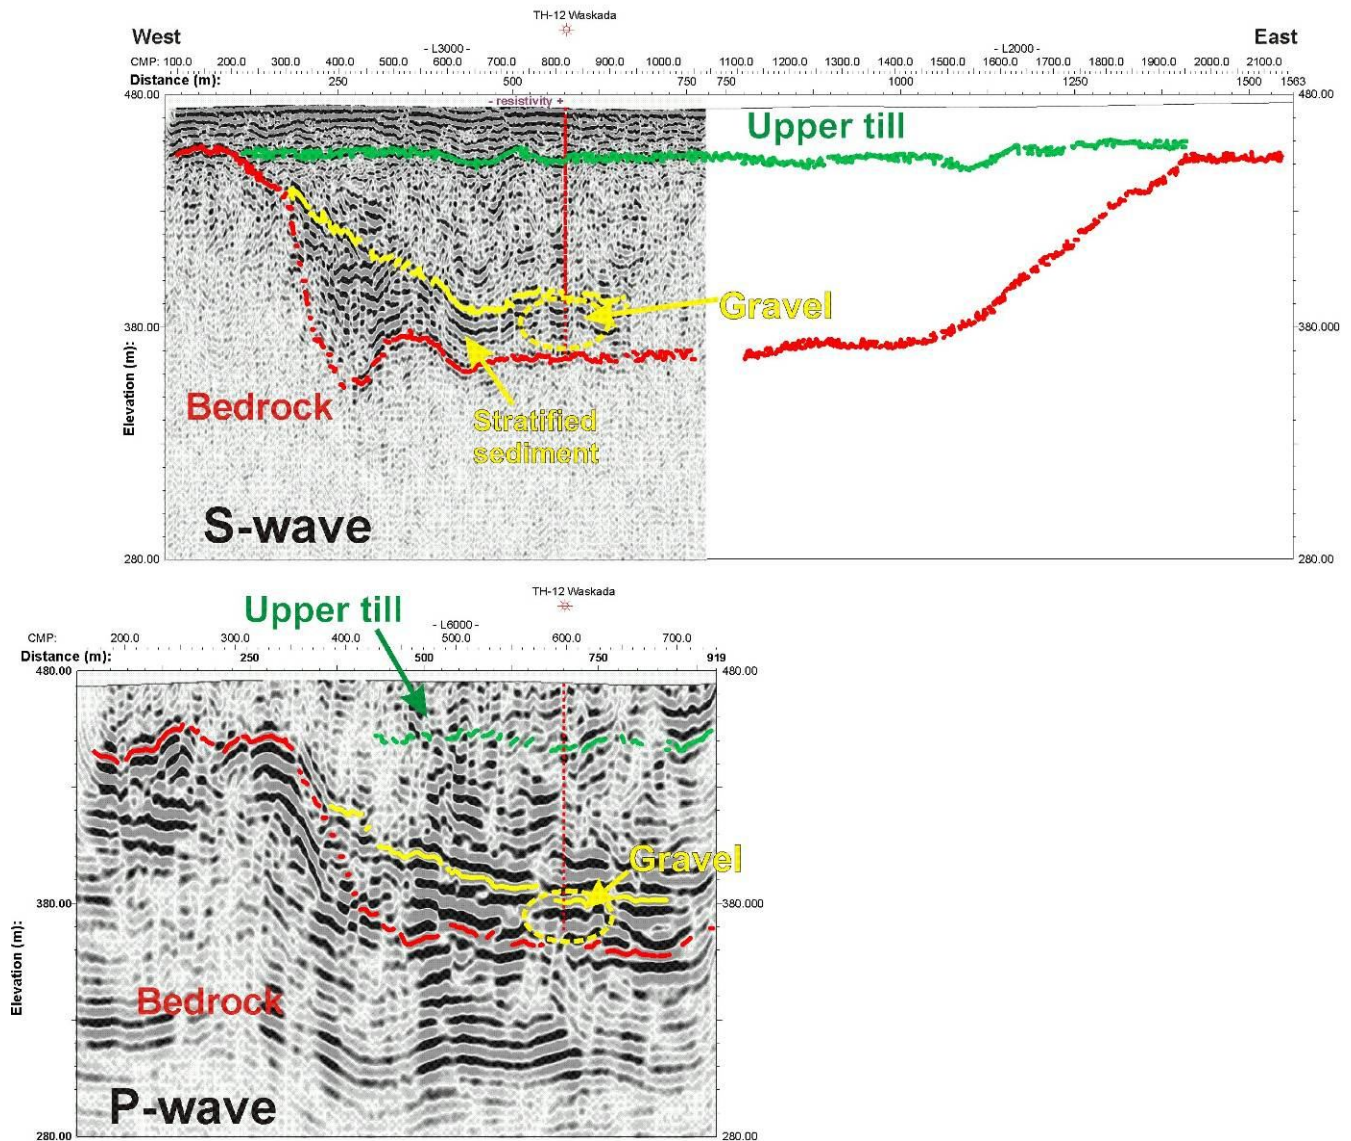 TH-12 Waskada
West
East
- L3000 -
- L2000 -
CMP: 100.0 200.0 300.0 400.0 500.0 600.0 700.0 800.0 900.0 1000.0 1100.0 1200.0 1300.0 1400.0 1500.0 1600.0 1700.0 1800.0 1900.0 2000.0 2100.0
Distance (m): 250 500 750 750 1000 1250 1500 1563
480.00
480.00
- resistivity +
Upper till
Gravel
380.00
380.000
Elevation (m):
Bedrock
Stratified
sediment
S-wave
280.00
280.00
TH-12 Waskada
Upper till
- L6000 -
CMP: 200.0 300.0 400.0 500.0 600.0 700.0
Distance (m): 250 500 750 919
480.00
480.00
Gravel
380.00
380.000
Elevation (m):
Bedrock
P-wave
280.00
280.00